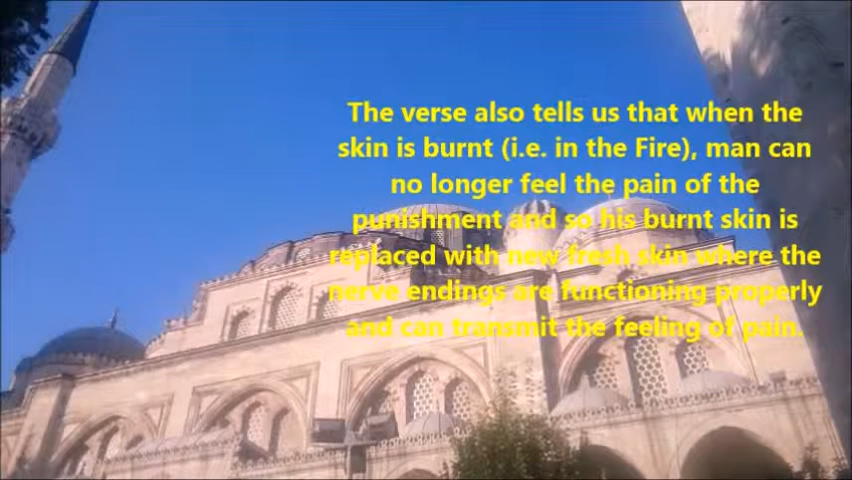 The verse also tells us that when the
skin is burnt (i.e. in the Fire), man can
no longer feel the pain of the
punishment and so his burnt skin is
replaced with new fresh skin where the
nerve endings are functioning properly
and can transmit the feeling of pain.